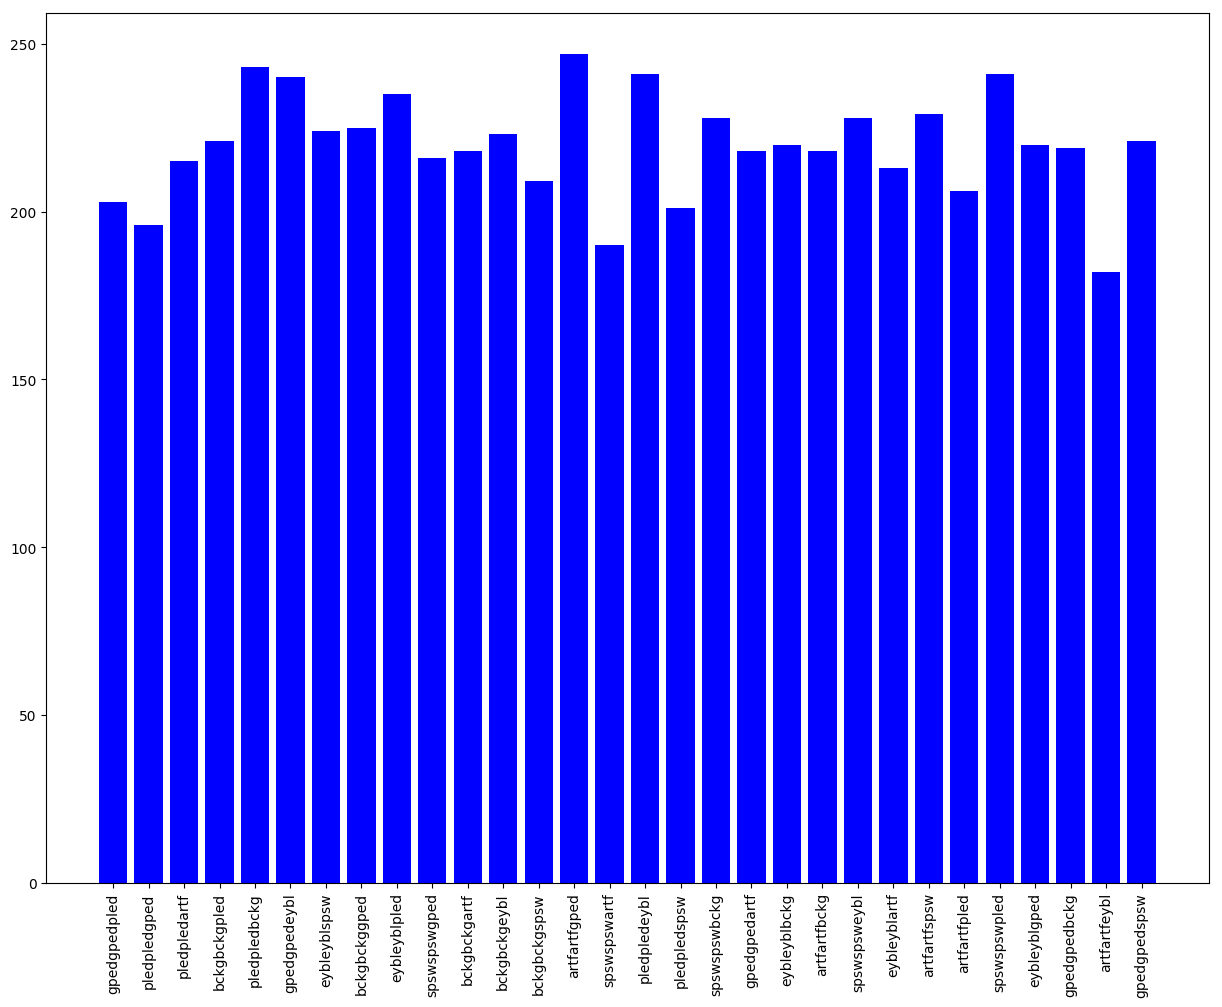 250
200
150
100
50
0
gpedgpedpled
pledpledgped
pledpledartf
bckgbckgpled
pledpledbckg
gpedgpedeybl
eybleyblspsw
bckgbckggped
eybleyblpled
spswspswgped
bckgbckgartf
bckgbckgeybl
bckgbckgspsw
artfartfgped
spswspswartf
pledpledeybl
pledpledspsw
spswspswbckg
gpedgpedartf
eybleyblbckg
artfartfbckg
spswspsweybl
eybleyblartf
artfartfspsw
artfartfpled
spswspswpled
eybleyblgped
gpedgpedbckg
artfartfeybl
gpedgpedspsw